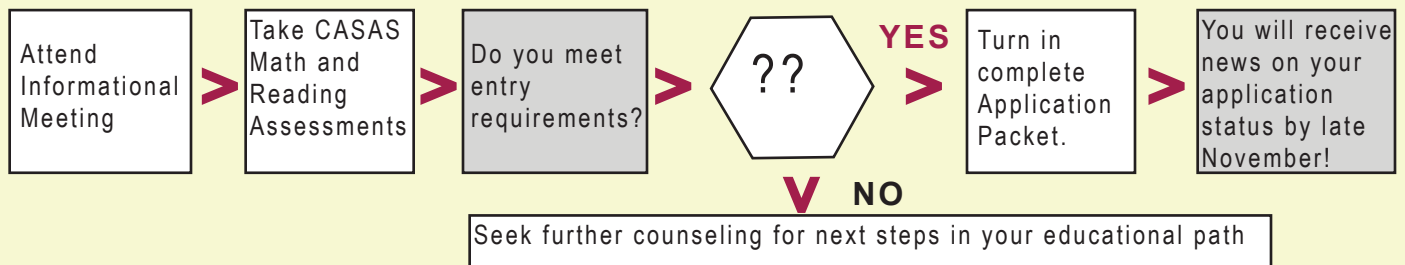 Attend
Informational
Meeting
>
Take CASAS
Math and
Reading
Assessments
>
Do you meet
entry
requirements?
>
??
YES
>
Turn in
complete
Application
Packet.
>
You will receive
news on your
application
status by late
November!
V
NO
Seek further counseling for next steps in your educational path